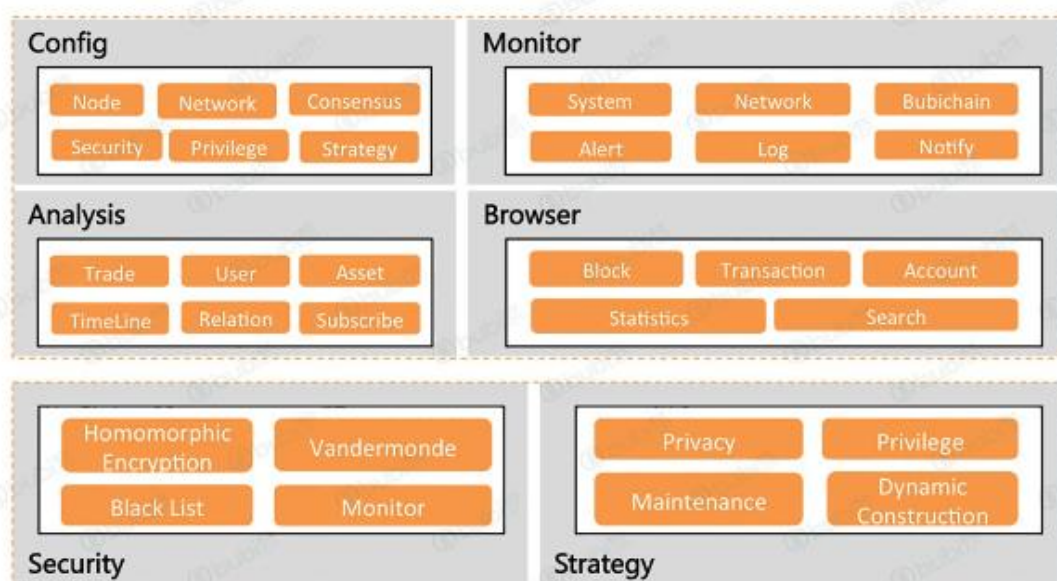 Config
Node Network Consensus
Security Privilege Strategy
Monitor
System Network Bubichain
Alert Log Notify
Analysis
Trade User Asset
TimeLine Relation Subscribe
Browser
Block Transaction Account
Statistics Search
Homomorphic
Encryption
Vandermonde
Black List Monitor
Security
Privacy Privilege
Maintenance
Dynamic
Construction
Strategy